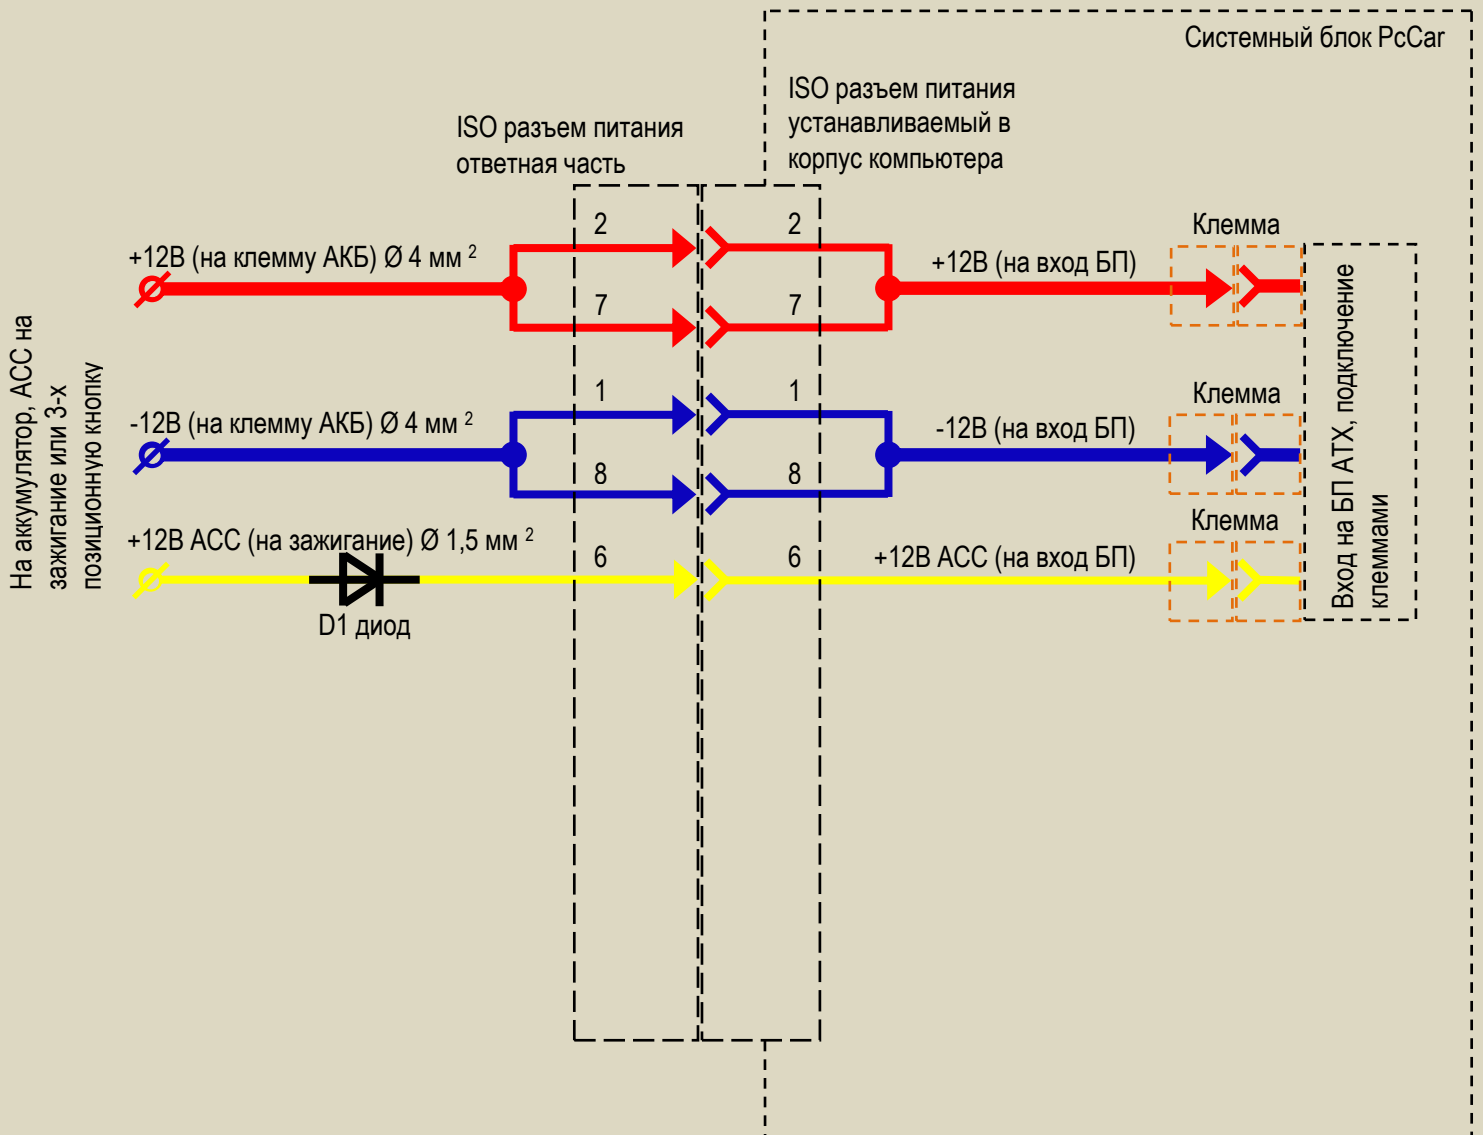 Системный блок PcCar
ISO разъем питания
устанавливаемый в
корпус компьютера
ISO разъем питания
ответная часть
2
2
Клемма
+12В (на клемму АКБ) Ø 4 мм ²
+12В (на вход БП)
7
7
1
1
Клемма
-12В (на клемму АКБ) Ø 4 мм ²
-12В (на вход БП)
8
8
Клемма
+12В АСС (на зажигание) Ø 1,5 мм ²
6
6
+12В АСС (на вход БП)
D1 диод
На аккумулятор, АСС на
зажигание или 3-х
позиционную кнопку
Вход на БП АТХ, подключение
клеммами